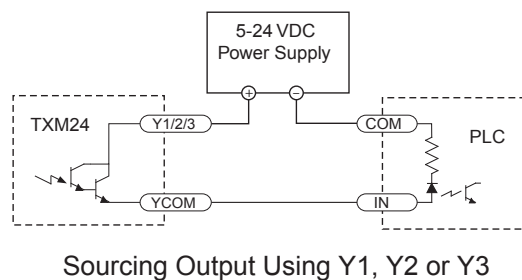 5-24 VDC
Power Supply
+ −
TXM24
Y1/2/3
COM
PLC
YCOM
IN
Sourcing Output Using Y1, Y2 or Y3